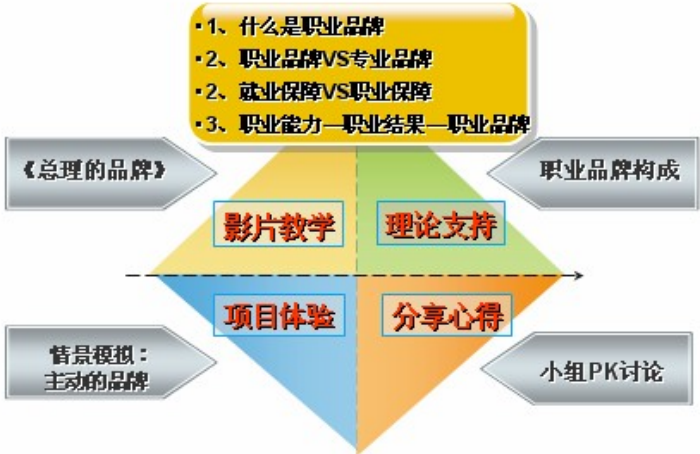 ▪1、什么是职业品牌
▪2、职业品牌VS专业品牌
▪2、就业保障VS职业保障
▪3、职业能力—职业结果—职业品牌
《总理的品牌》
职业品牌构成
影片教学
理论支持
项目体验
分享心得
情景模拟：
主动的品牌
小组PK讨论